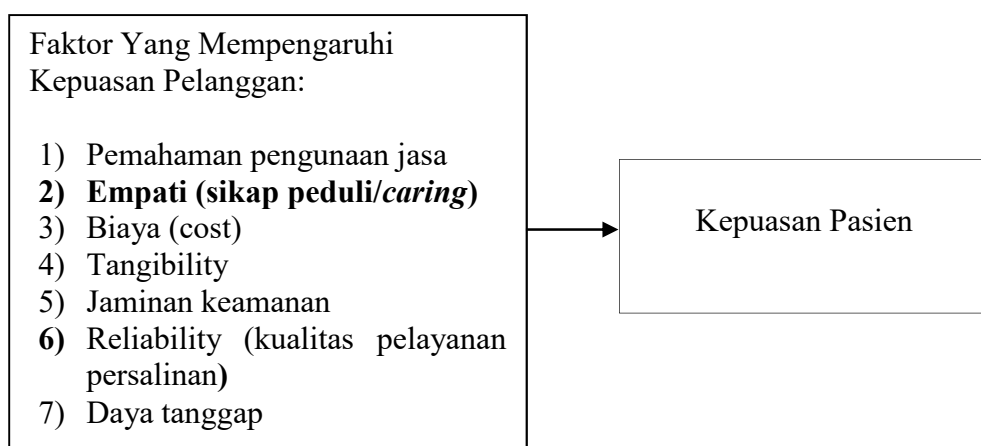 Faktor Yang Mempengaruhi
Kepuasan Pelanggan:
1) Pemahaman pengunaan jasa
2) Empati (sikap peduli/caring)
3) Biaya (cost)
4) Tangibility
5) Jaminan keamanan
6) Reliability (kualitas pelayanan
persalinan)
7) Daya tanggap
Kepuasan Pasien